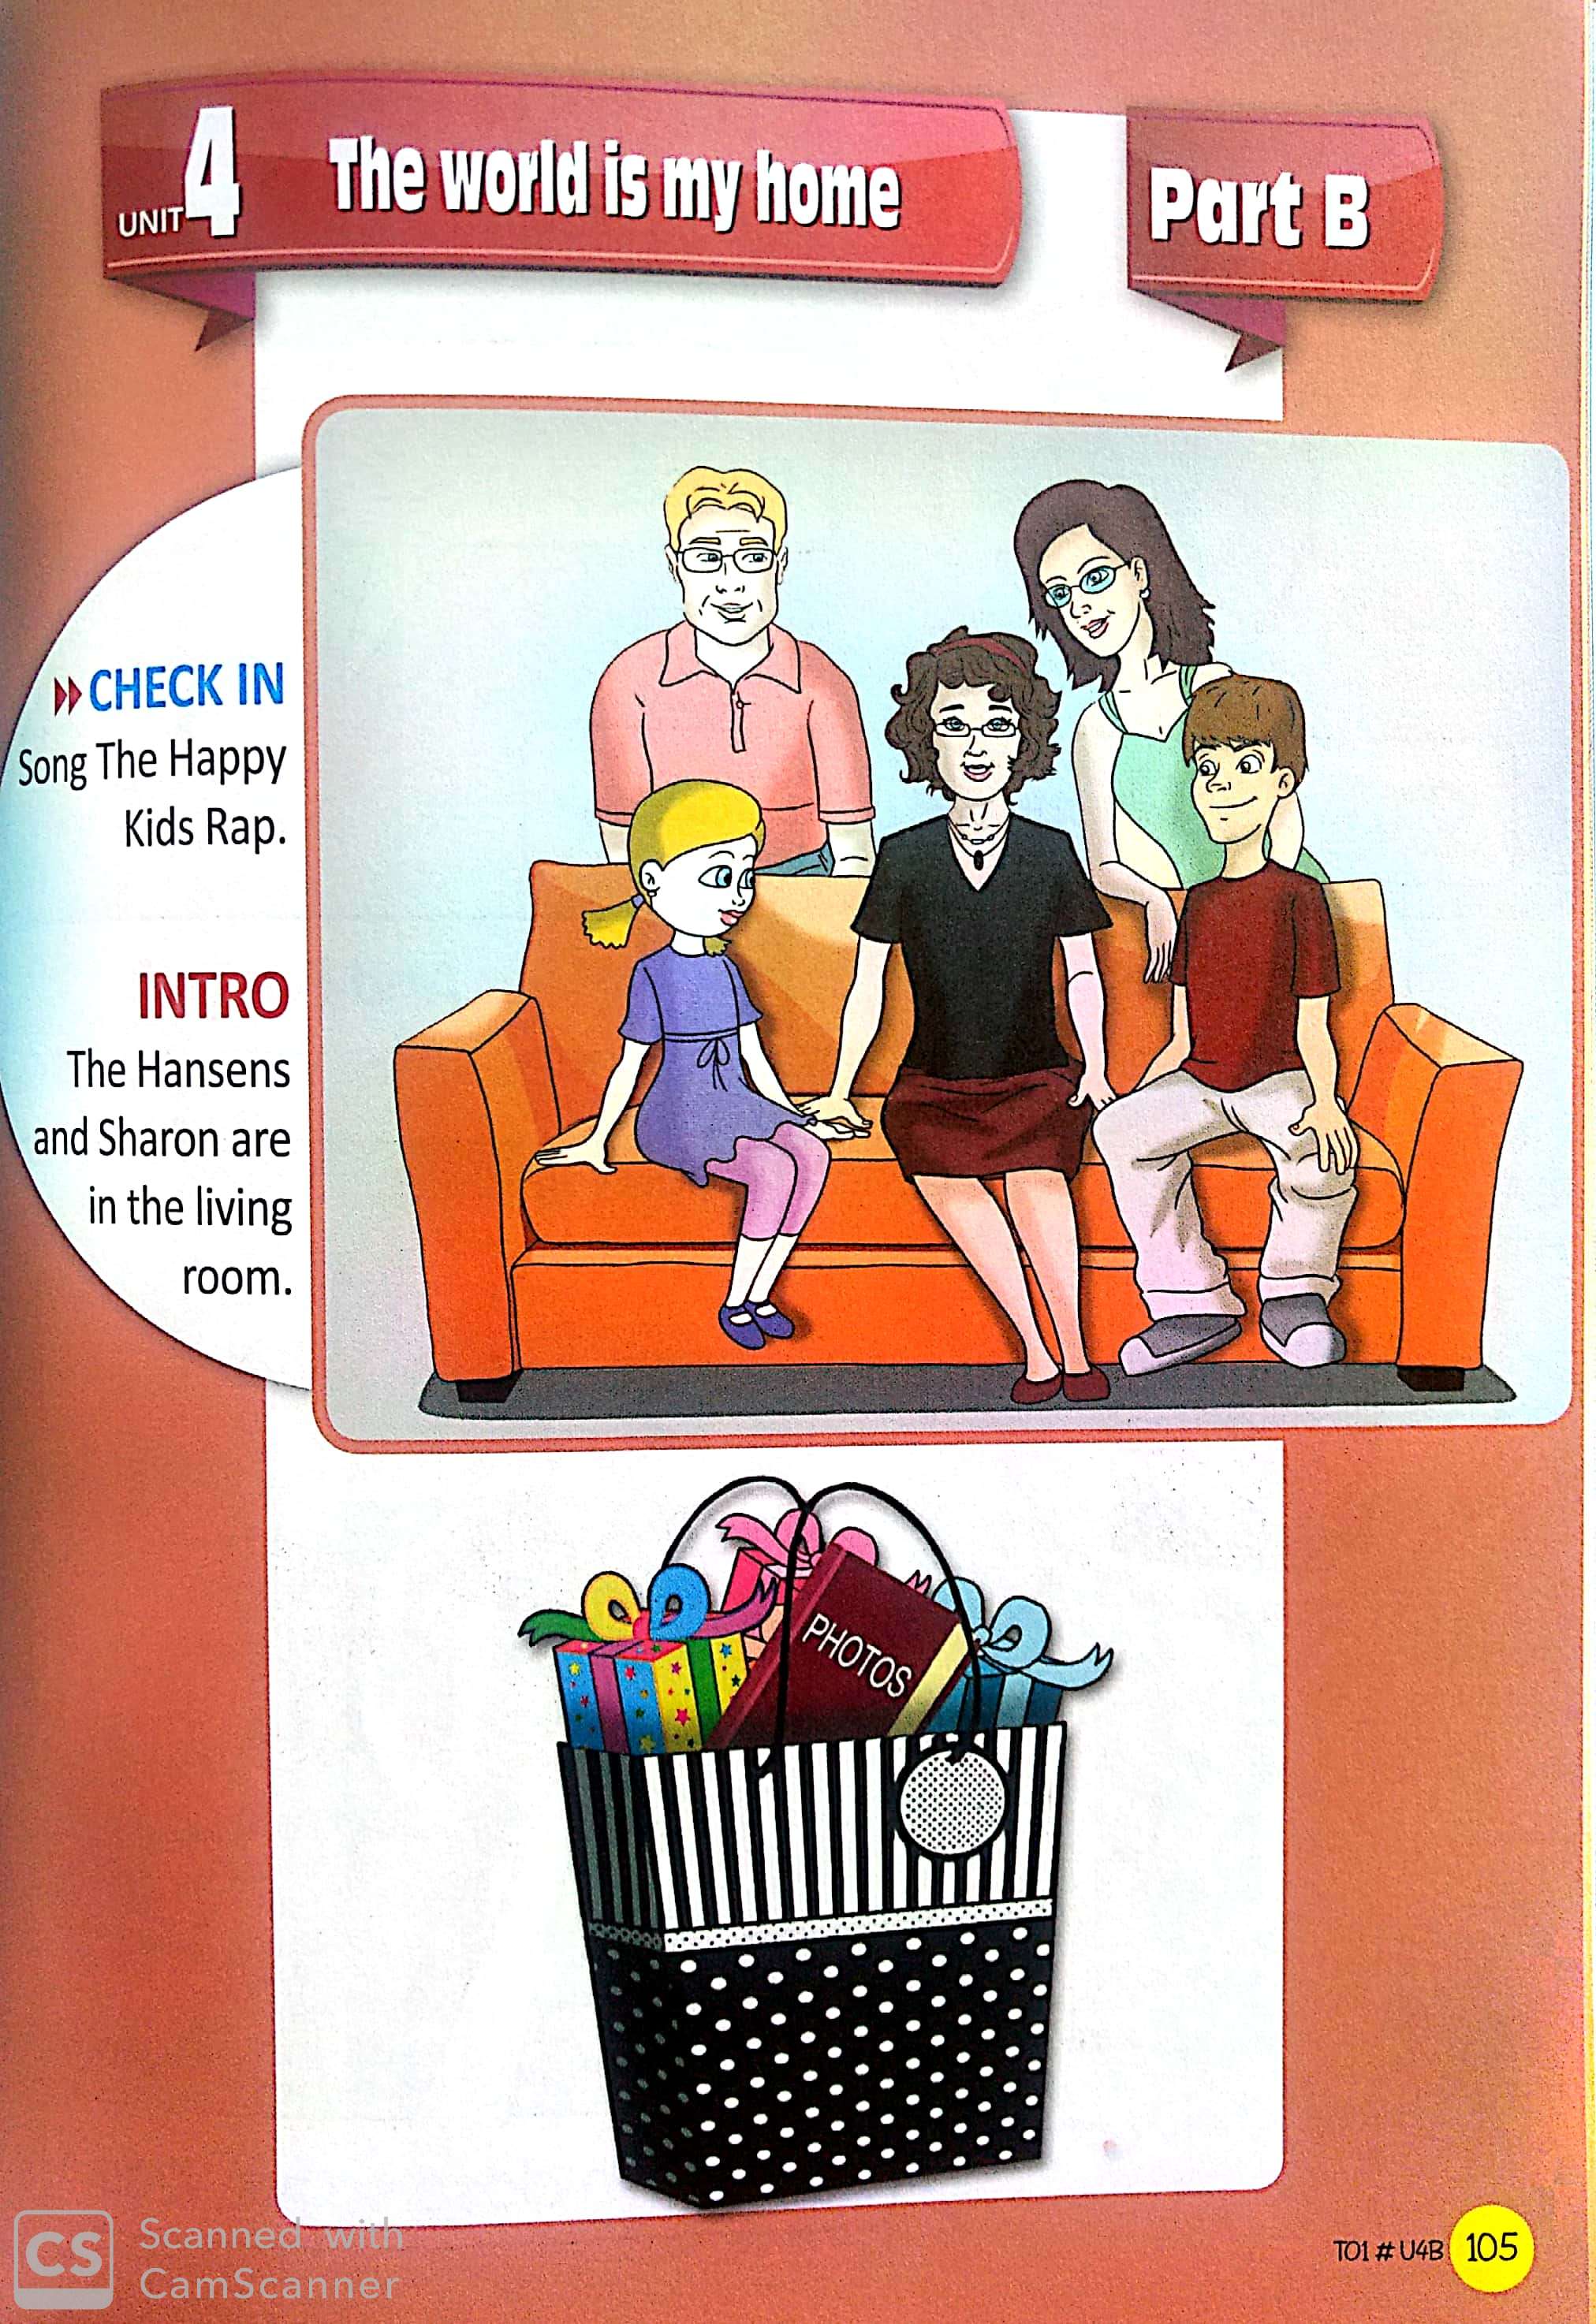 UNIT 4 The world is my home
Part B
CHECK IN
Song The Happy
Kids Rap.
INTRO
The Hansens
and Sharon are
in the living
room.
PHOTOS
T01 # U4B 105
CS Scanned with
CamScanner